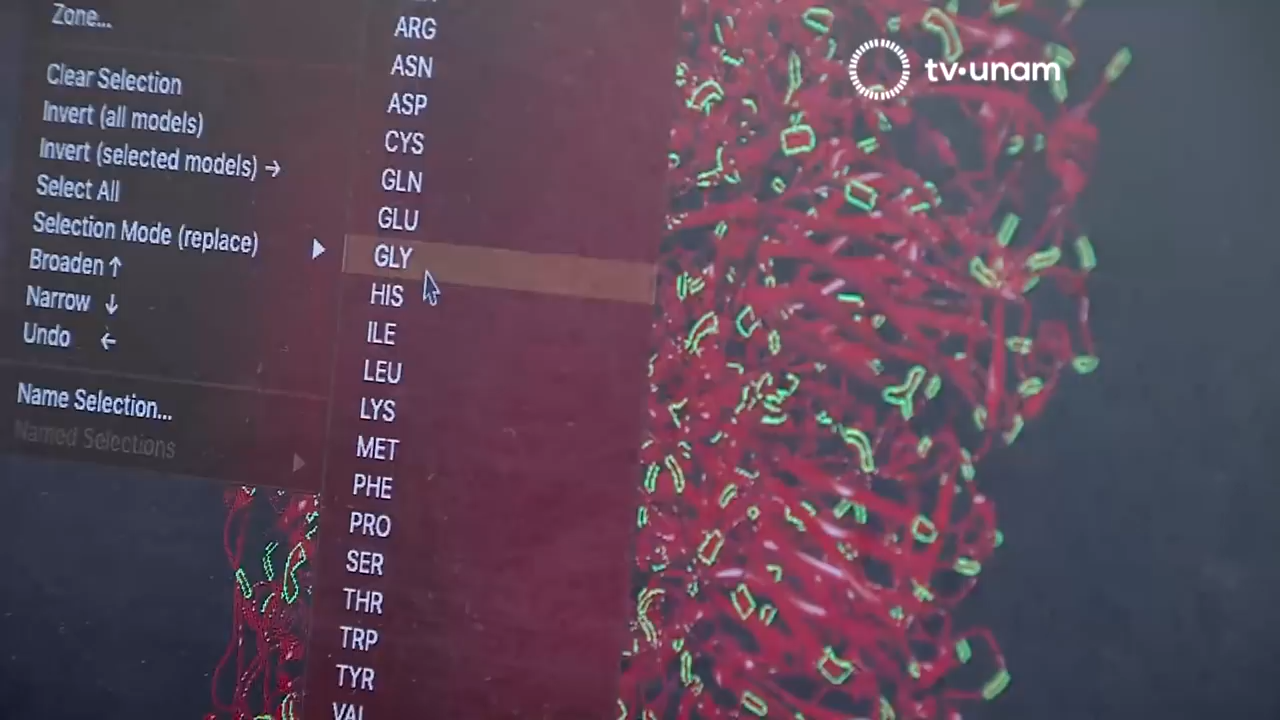 Zone...
Clear Selection
Invert (all models)
Invert (selected models) →
Select All
Selection Mode (replace)
Broaden ↑
Narrow ↓
Undo ←
Name Selection...
Named Selections
ARG
ASN
ASP
CYS
GLN
GLU
GLY
HIS
ILE
LEU
LYS
MET
PHE
PRO
SER
THR
TRP
TYR
VAL
tv·unam